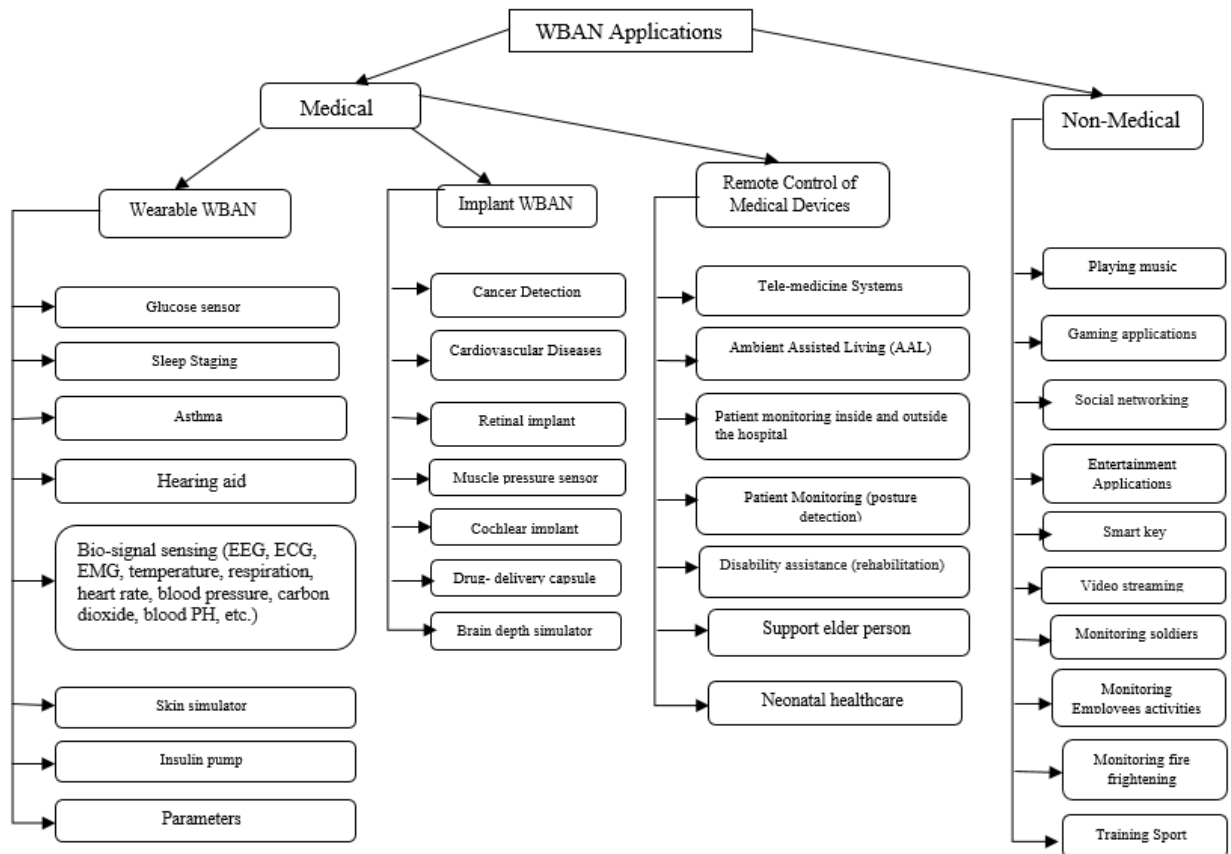 WBAN Applications
Medical
Non-Medical
Wearable WBAN
Implant WBAN
Remote Control of
Medical Devices
Glucose sensor
Sleep Staging
Asthma
Hearing aid
Bio-signal sensing (EEG, ECG,
EMG, temperature, respiration,
heart rate, blood pressure, carbon
dioxide, blood PH, etc.)
Skin simulator
Insulin pump
Parameters
Cancer Detection
Cardiovascular Diseases
Retinal implant
Muscle pressure sensor
Cochlear implant
Drug- delivery capsule
Brain depth simulator
Tele-medicine Systems
Ambient Assisted Living (AAL)
Patient monitoring inside and outside
the hospital
Patient Monitoring (posture
detection)
Disability assistance (rehabilitation)
Support elder person
Neonatal healthcare
Playing music
Gaming applications
Social networking
Entertainment
Applications
Smart key
Video streaming
Monitoring soldiers
Monitoring
Employees activities
Monitoring fire
frightening
Training Sport